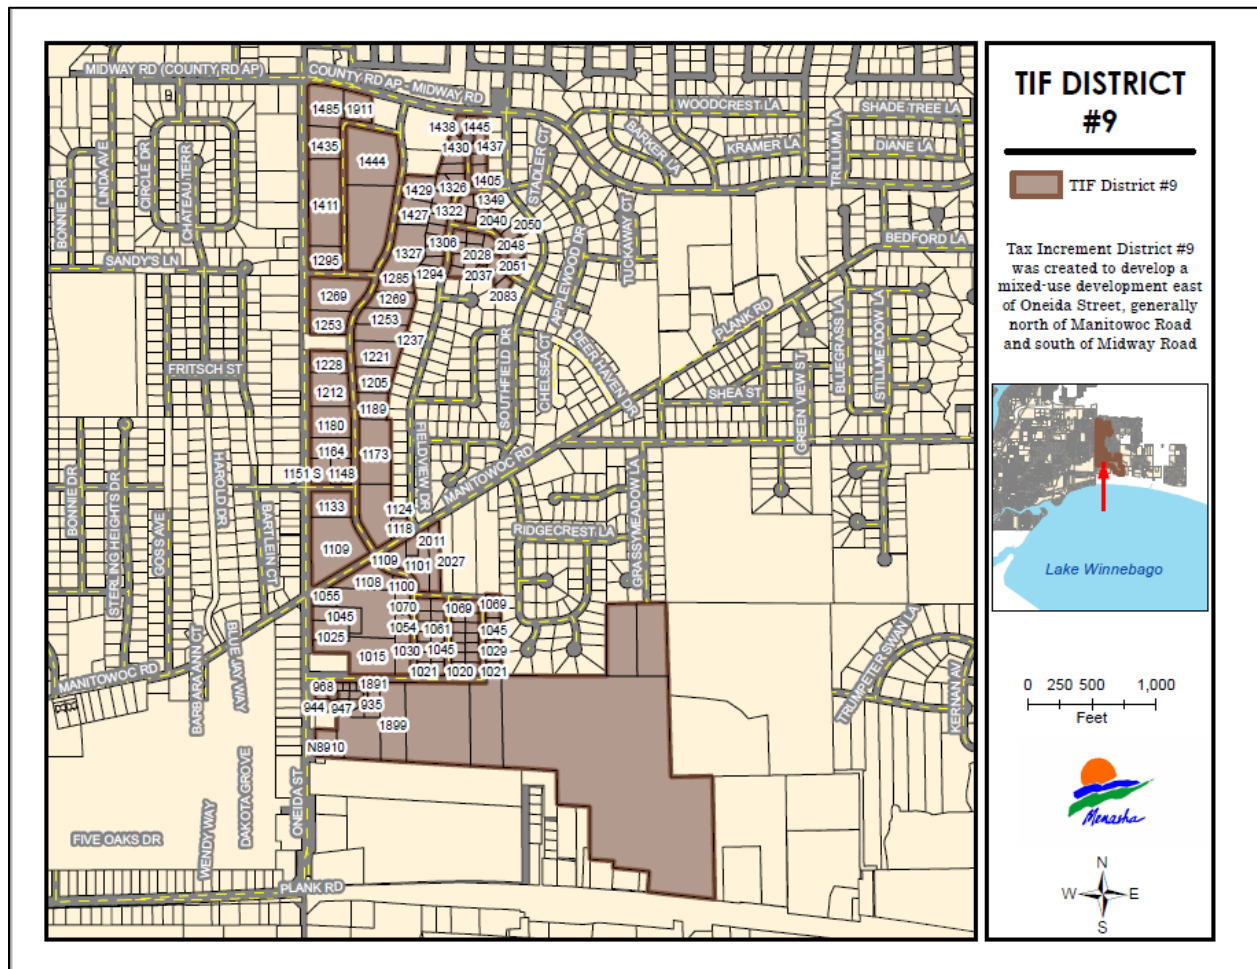 MIDWAY RD (COUNTY RD AP)
COUNTY RD AP - MIDWAY RD
WOODCREST LA
SHADE TREE LA
BARKER LA
KRAMER LA
TRILLIUM LA
DIANE LA
STADLER CT
LINDA AVE
CIRCLE DR
CHATEAU TERR
BONNIE DR
SANDY'S LN
TUCKAWAY CT
APPLEWOOD DR
BEDFORD LA
PLANK RD
BLUEGRASS LA
STILLMEADOW LA
DEERHAVEN DR
CHELSEA CT
SOUTHFIELD DR
FRITSCH ST
SHEA ST
GREEN VIEW ST
FIELDVIEW DR
MANITOWOC RD
HAROLD DR
BARTLEIN CT
BONNIE DR
STERLING HEIGHTS DR
GOSS AVE
RIDGECREST LA
GRASSYMEADOW LA
BARBARA ANN CT
BLUE JAY WAY
MANITOWOC RD
TRUMPETER SWAN LA
KERNAN AV
DAKOTA GROVE
ONEIDA ST
WENDY WAY
FIVE OAKS DR
PLANK RD
1485 1911
1438 1445
1435
1430 1437
1444
1429 1326 1405
1411
1427 1322 1349
2040 2050
1306 2048
1327 2028
1295
1285 1294 2037 2051
1269 1269 2083
1253 1253
1237
1228 1221
1212 1205
1189
1180
1164 1173
1151 S 1148
1133 1124
1118
1109 2011
1109 1101 2027
1108 1100
1055 1070 1069 1069
1045 1054 1061 1045
1025 1030 1045 1029
1015 1021 1020 1021
968 1891
944 947 935
1899
N8910
TIF DISTRICT
#9
TIF District #9
Tax Increment District #9
was created to develop a
mixed-use development east
of Oneida Street, generally
north of Manitowoc Road
and south of Midway Road
Lake Winnebago
0 250 500 1,000
Feet
Menasha
N
W E
S